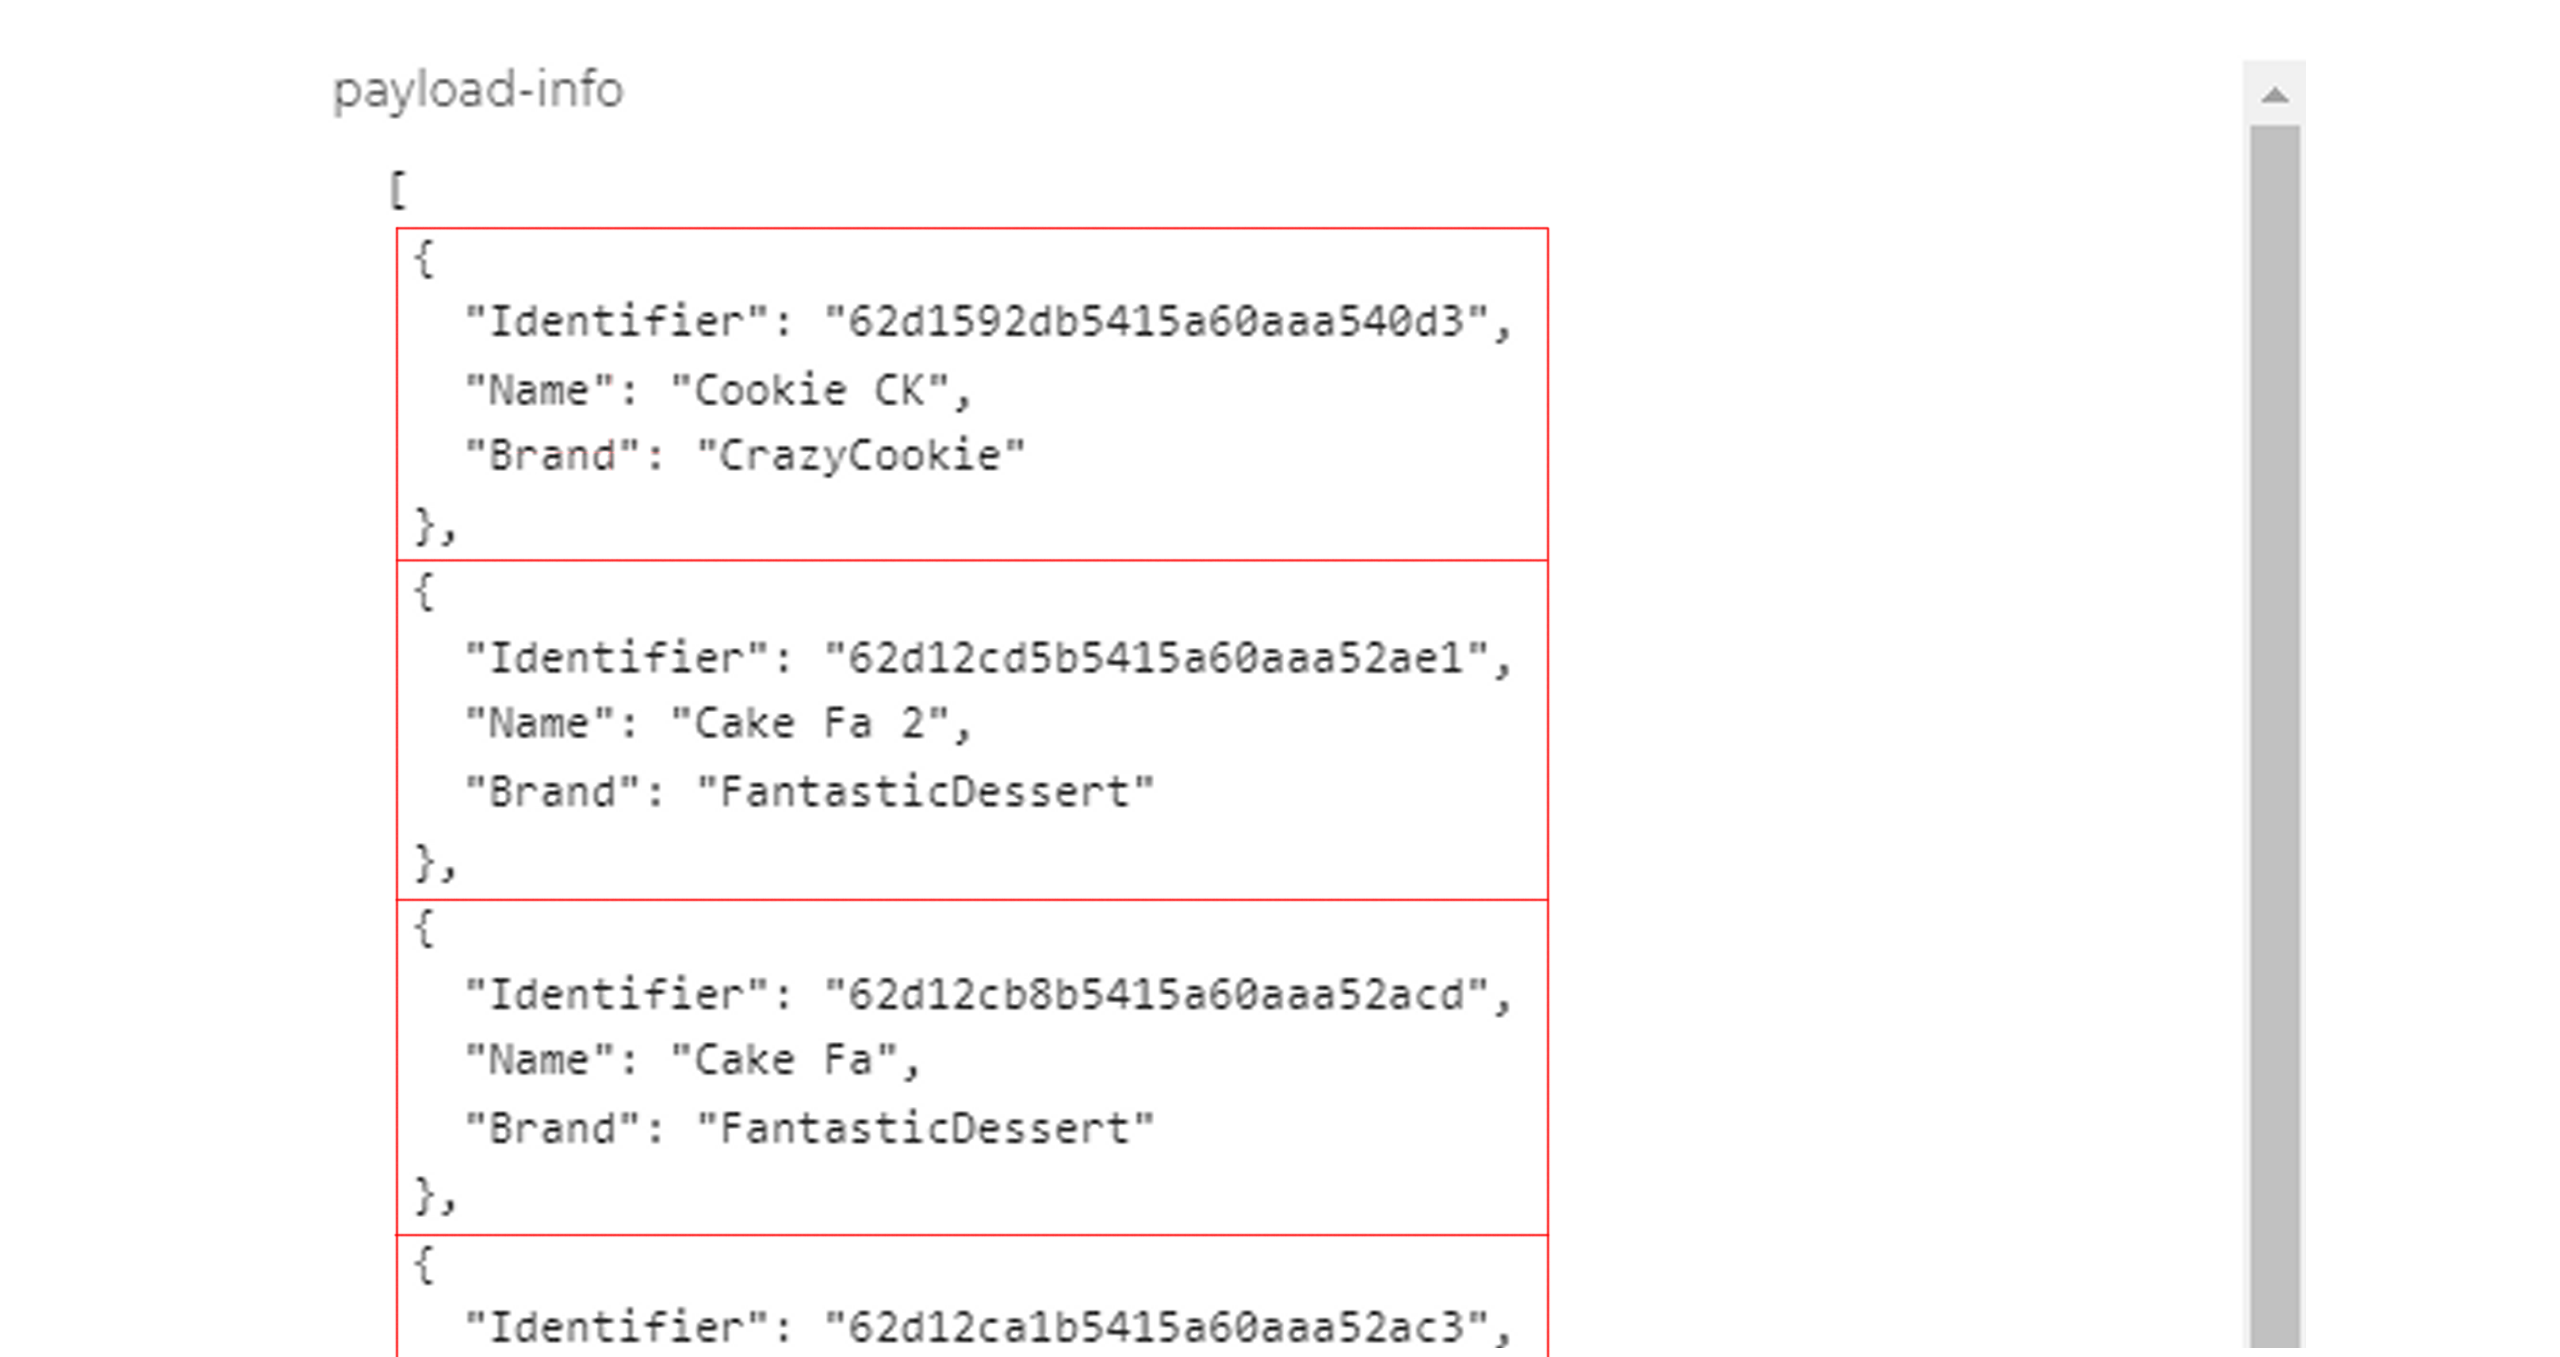 payload-info
[
{
"Identifier": "62d1592db5415a60aaa540d3",
"Name": "Cookie CK",
"Brand": "CrazyCookie"
},
{
"Identifier": "62d12cd5b5415a60aaa52ae1",
"Name": "Cake Fa 2",
"Brand": "FantasticDessert"
},
{
"Identifier": "62d12cb8b5415a60aaa52acd",
"Name": "Cake Fa",
"Brand": "FantasticDessert"
},
{
"Identifier": "62d12ca1b5415a60aaa52ac3",